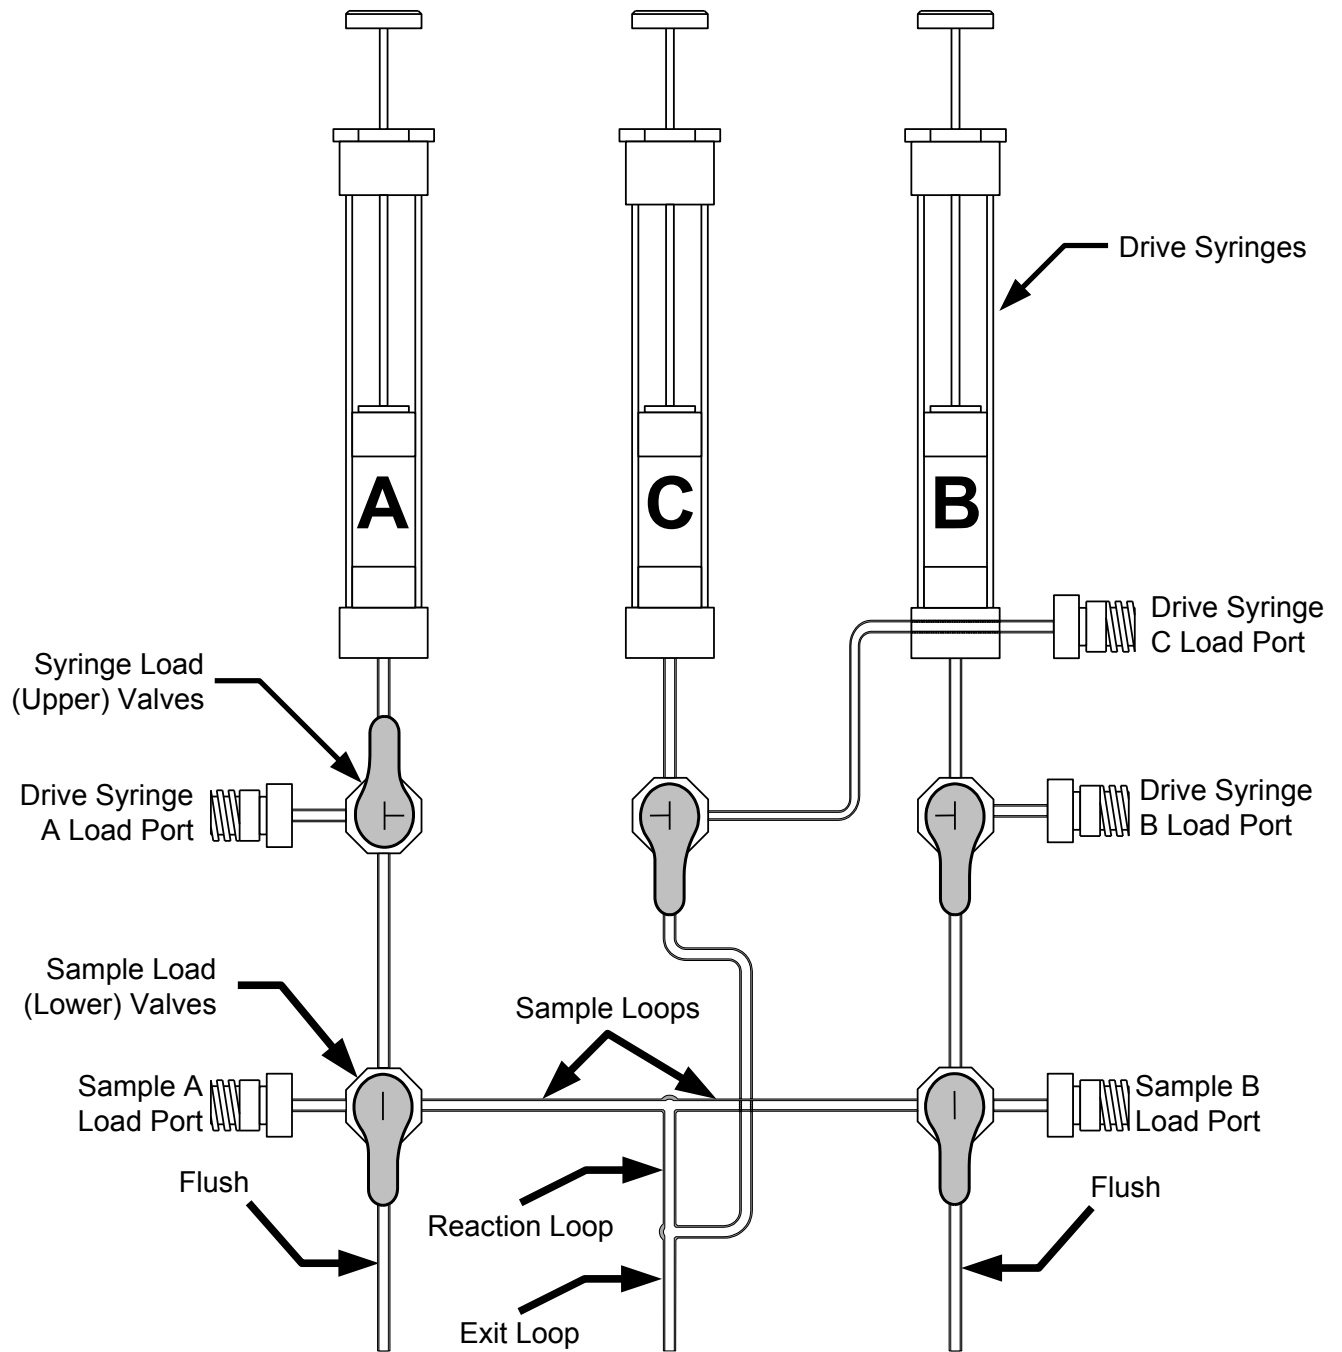 Drive Syringes
A
C
B
Drive Syringe
C Load Port
Syringe Load
(Upper) Valves
Drive Syringe
A Load Port
Drive Syringe
B Load Port
Sample Load
(Lower) Valves
Sample Loops
Sample A
Load Port
Sample B
Load Port
Flush
Flush
Reaction Loop
Exit Loop